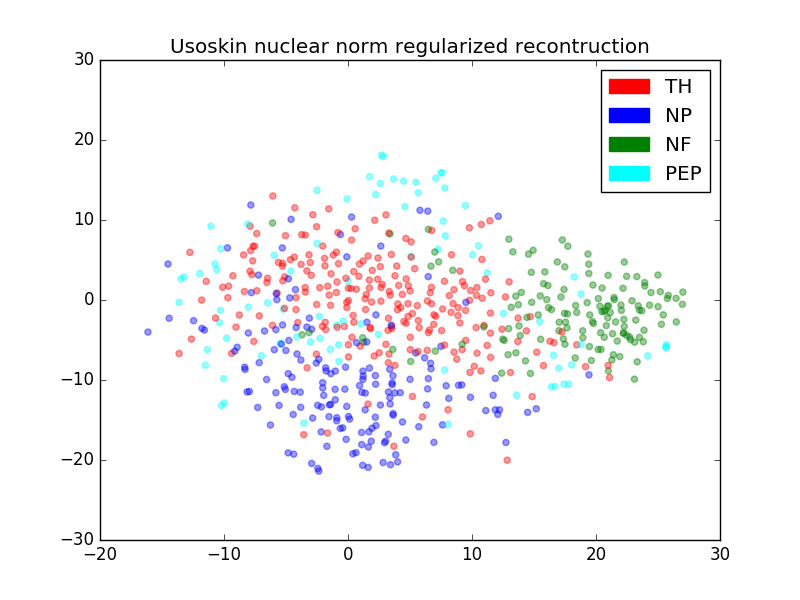 Usoskin nuclear norm regularized recontruction
30
20
10
0
−10
−20
−30
−20
−10
0
10
20
30
TH
NP
NF
PEP